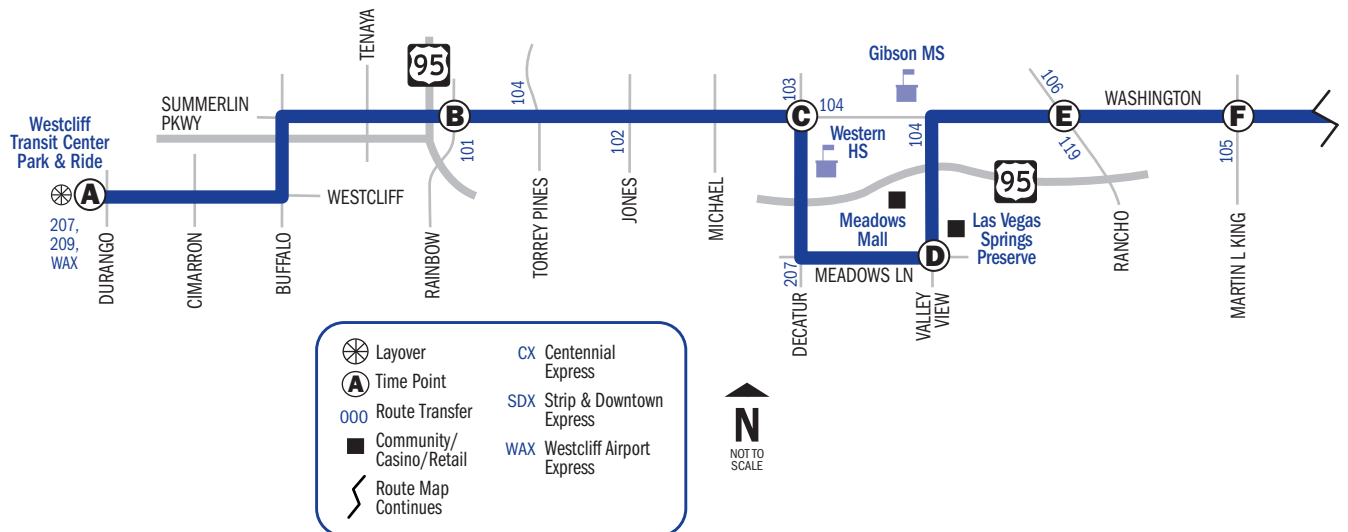 TENAYA
95
SUMMERLIN
PKWY
Westcliff
Transit Center
Park & Ride
A
207,
209,
WAX
DURANGO
CIMARRON
BUFFALO
WESTCLIFF
RAINBOW
B
101
104
TORREY PINES
102
JONES
MICHAEL
103
C
104
Western
HS
Gibson MS
104
95
Meadows
Mall
Las Vegas
Springs
Preserve
D
207
MEADOWS LN
DECATUR
VALLEY
VIEW
106
E
119
RANCHO
WASHINGTON
F
105
MARTIN L KING
Layover
A Time Point
000 Route Transfer
Community/
Casino/Retail
Route Map
Continues
CX Centennial
Express
SDX Strip & Downtown
Express
WAX Westcliff Airport
Express
N
NOT TO
SCALE